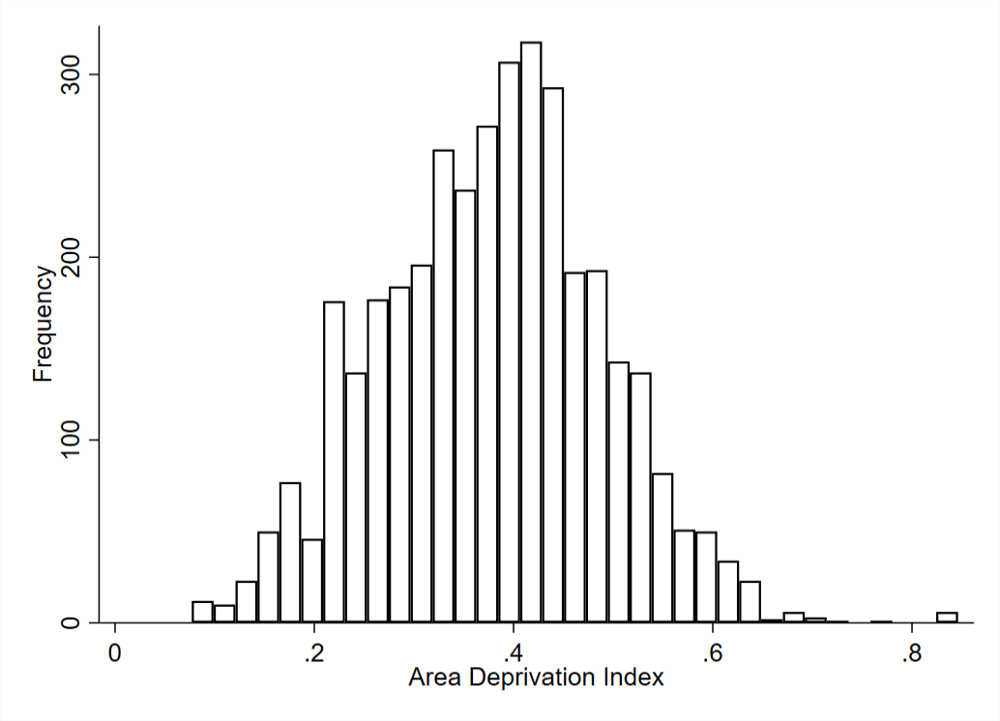 Frequency
300
200
100
0
0 .2 .4 .6 .8
Area Deprivation Index